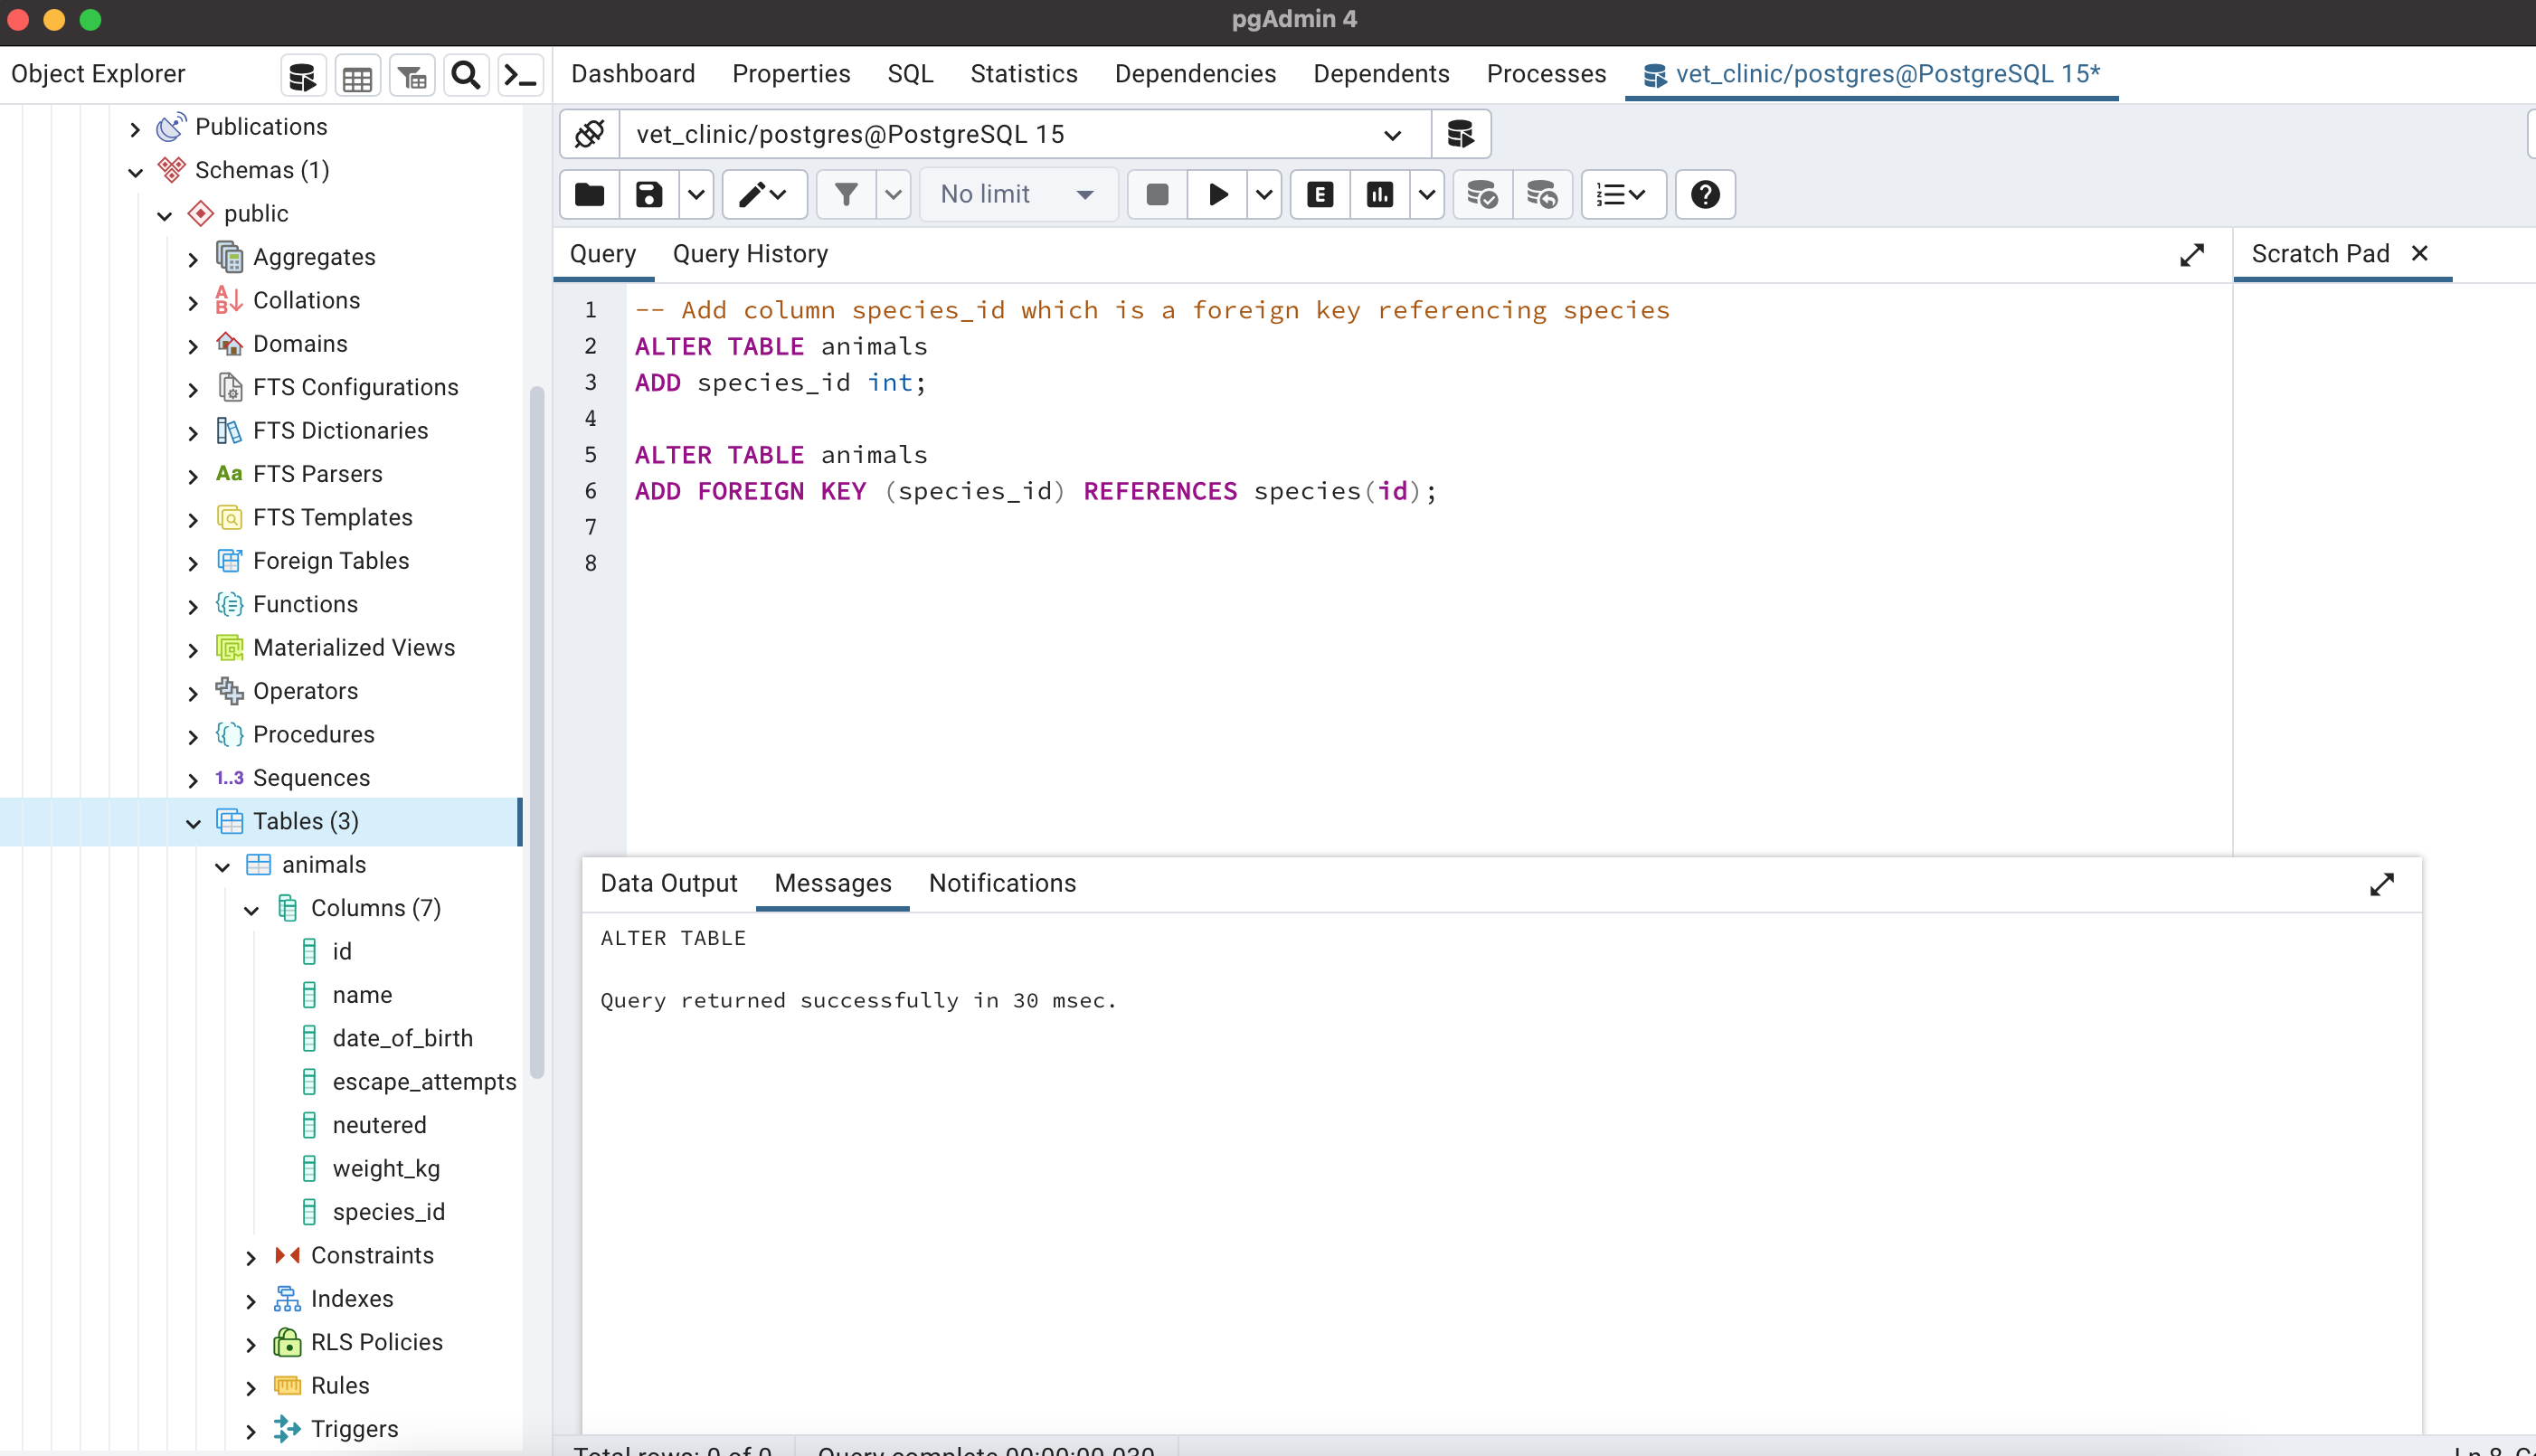 pgAdmin 4
Object Explorer
Dashboard Properties SQL Statistics Dependencies Dependents Processes vet_clinic/postgres@PostgreSQL 15*
Publications
Schemas (1)
public
Aggregates
Collations
Domains
FTS Configurations
FTS Dictionaries
Aa FTS Parsers
FTS Templates
Foreign Tables
Functions
Materialized Views
Operators
Procedures
1..3 Sequences
Tables (3)
animals
Columns (7)
id
name
date_of_birth
escape_attempts
neutered
weight_kg
species_id
Constraints
Indexes
RLS Policies
Rules
Triggers
vet_clinic/postgres@PostgreSQL 15
No limit
E
Query Query History
Scratch Pad
1 -- Add column species_id which is a foreign key referencing species
2 ALTER TABLE animals
3 ADD species_id int;
4
5 ALTER TABLE animals
6 ADD FOREIGN KEY (species_id) REFERENCES species(id);
7
8
Data Output Messages Notifications
ALTER TABLE
Query returned successfully in 30 msec.
Total rows: 0 of 0 Query complete 00:00:00.030
Ln 8,